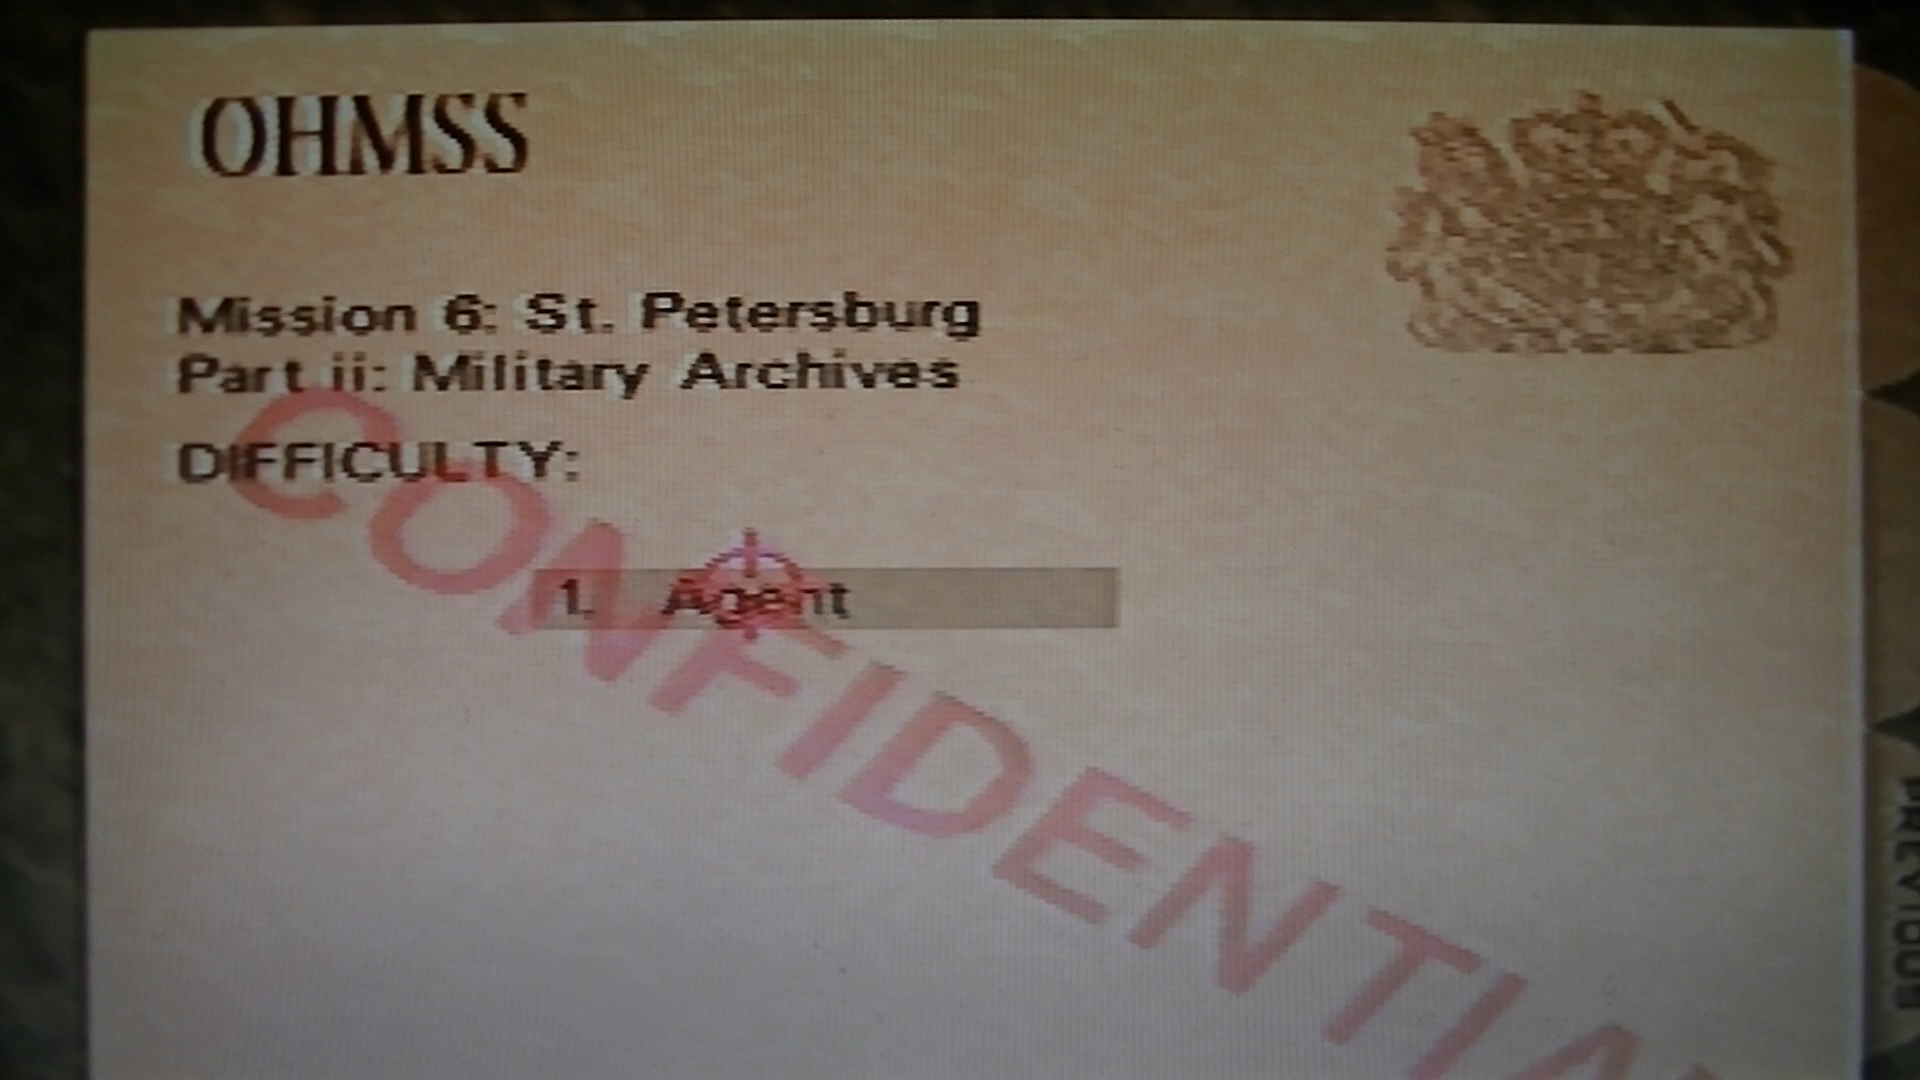 OHMSS
Mission 6: St. Petersburg
Part ii: Military Archives
DIFFICULTY:
1. Agent
CONFIDENTIA
PREVIOUS